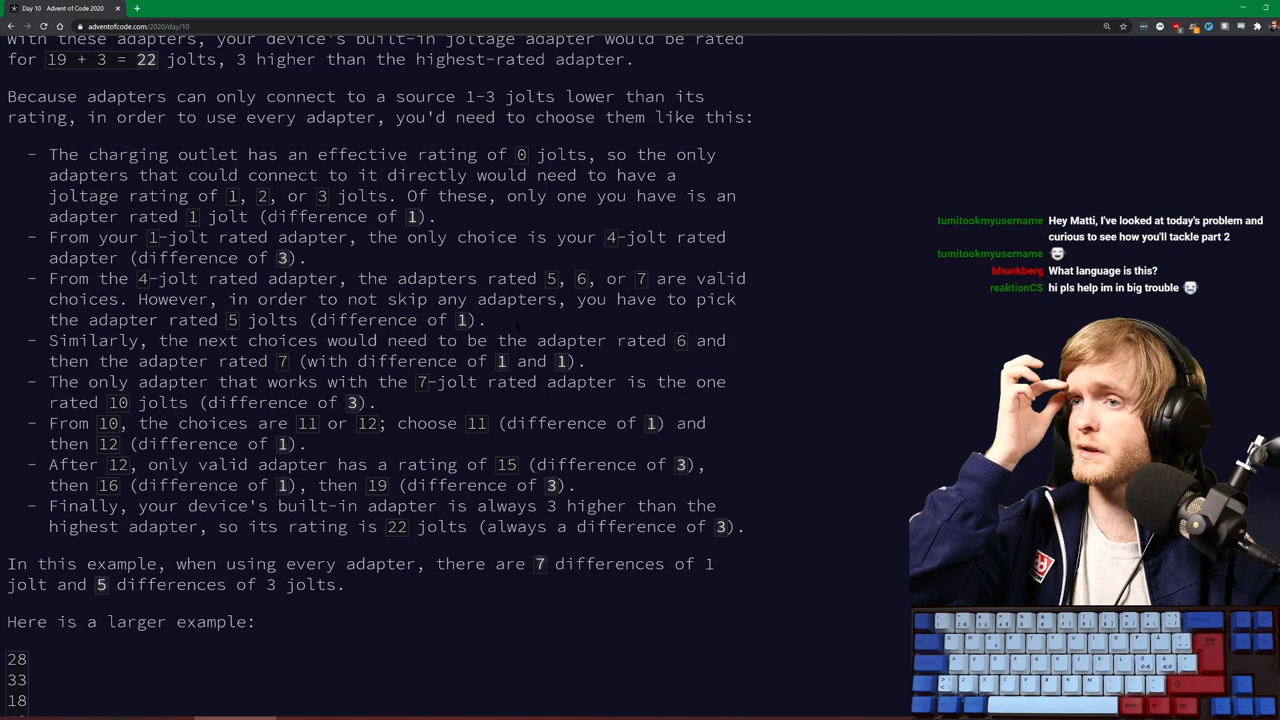 Day 10 - Advent of Code 2020
adventofcode.com/2020/day/10
With these adapters, your device's built-in joltage adapter would be rated
for 19 + 3 = 22 jolts, 3 higher than the highest-rated adapter.
Because adapters can only connect to a source 1-3 jolts lower than its
rating, in order to use every adapter, you'd need to choose them like this:
- The charging outlet has an effective rating of 0 jolts, so the only
adapters that could connect to it directly would need to have a
joltage rating of 1, 2, or 3 jolts. Of these, only one you have is an
adapter rated 1 jolt (difference of 1).
- From your 1-jolt rated adapter, the only choice is your 4-jolt rated
adapter (difference of 3).
- From the 4-jolt rated adapter, the adapters rated 5, 6, or 7 are valid
choices. However, in order to not skip any adapters, you have to pick
the adapter rated 5 jolts (difference of 1).
- Similarly, the next choices would need to be the adapter rated 6 and
then the adapter rated 7 (with difference of 1 and 1).
- The only adapter that works with the 7-jolt rated adapter is the one
rated 10 jolts (difference of 3).
- From 10, the choices are 11 or 12; choose 11 (difference of 1) and
then 12 (difference of 1).
- After 12, only valid adapter has a rating of 15 (difference of 3),
then 16 (difference of 1), then 19 (difference of 3).
- Finally, your device's built-in adapter is always 3 higher than the
highest adapter, so its rating is 22 jolts (always a difference of 3).
In this example, when using every adapter, there are 7 differences of 1
jolt and 5 differences of 3 jolts.
Here is a larger example:
28
33
18
tumitookmyusername Hey Matti, I've looked at today's problem and
curious to see how you'll tackle part 2
tumitookmyusername
bhunkberg What language is this?
reaktionCS hi pls help im in big trouble